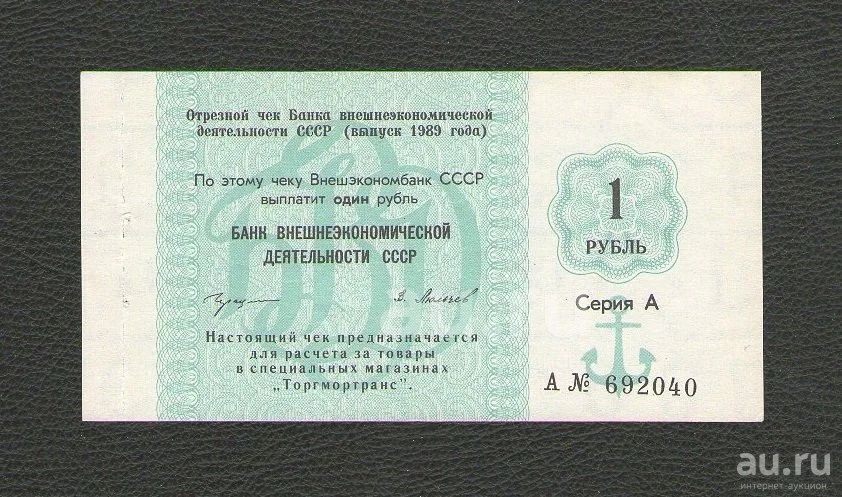 Отрезной чек Банка внешнеэкономической
деятельности СССР (выпуск 1989 года)
По этому чеку Внешэкономбанк СССР
выплатит один рубль
БАНК ВНЕШНЕЭКОНОМИЧЕСКОЙ
ДЕЯТЕЛЬНОСТИ СССР
Настоящий чек предназначается
для расчета за товары
в специальных магазинах
„Торгмортранс".
1
РУБЛЬ
Серия А
А № 692040
au.ru
интернет-аукцион